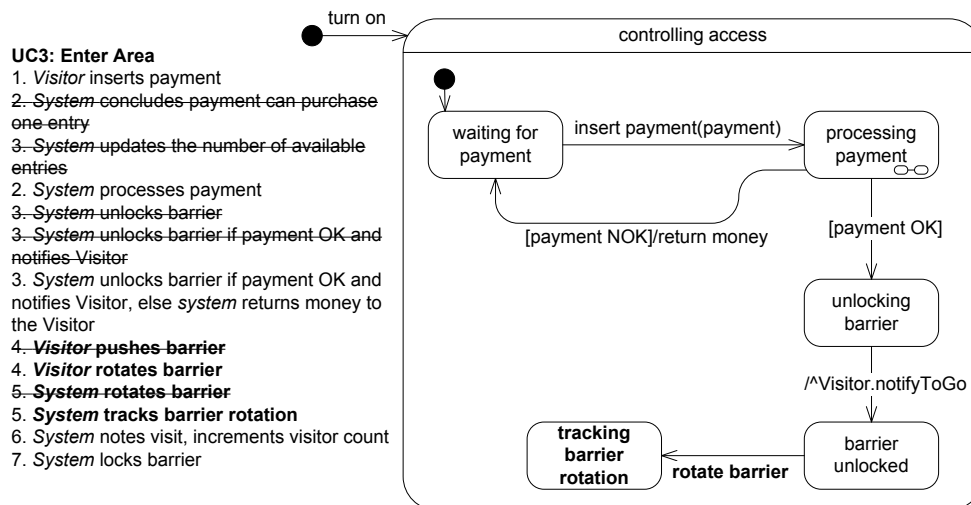 UC3: Enter Area
1. Visitor inserts payment
2. System concludes payment can purchase
one entry
3. System updates the number of available
entries
2. System processes payment
3. System unlocks barrier
3. System unlocks barrier if payment OK and
notifies Visitor
3. System unlocks barrier if payment OK and
notifies Visitor, else system returns money to
the Visitor
4. Visitor pushes barrier
4. Visitor rotates barrier
5. System rotates barrier
5. System tracks barrier rotation
6. System notes visit, increments visitor count
7. System locks barrier
turn on
controlling access
waiting for
payment
insert payment(payment)
processing
payment
[payment NOK]/return money
[payment OK]
unlocking
barrier
/^Visitor.notifyToGo
barrier
unlocked
rotate barrier
tracking
barrier
rotation